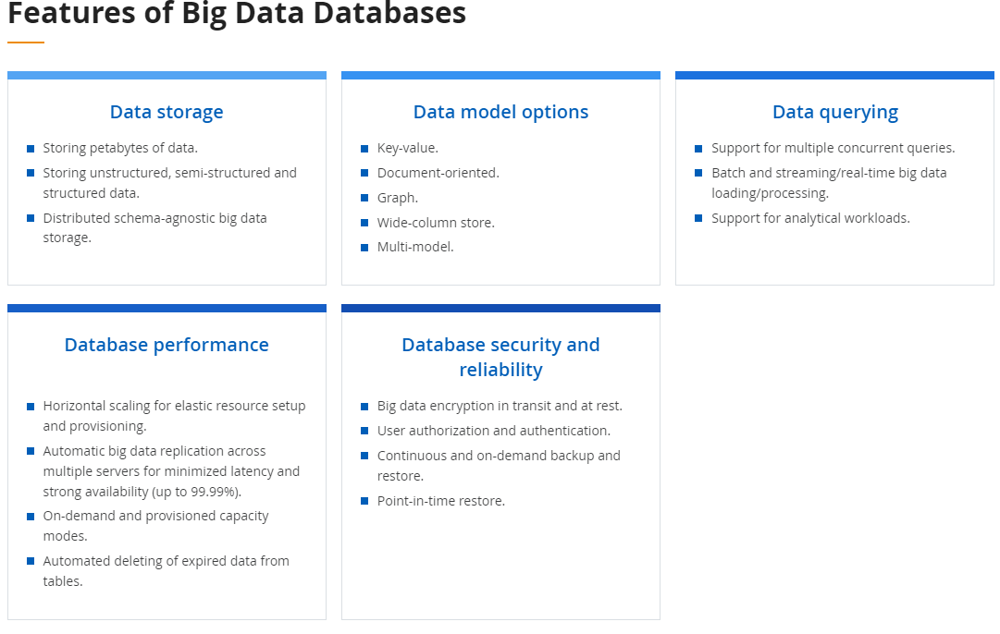 Features of Big Data Databases
Data storage
Storing petabytes of data.
Storing unstructured, semi-structured and
structured data.
Distributed schema-agnostic big data
storage.
Data model options
Key-value.
Document-oriented.
Graph.
Wide-column store.
Multi-model.
Data querying
Support for multiple concurrent queries.
Batch and streaming/real-time big data
loading/processing.
Support for analytical workloads.
Database performance
Horizontal scaling for elastic resource setup
and provisioning.
Automatic big data replication across
multiple servers for minimized latency and
strong availability (up to 99.99%).
On-demand and provisioned capacity
modes.
Automated deleting of expired data from
tables.
Database security and
reliability
Big data encryption in transit and at rest.
User authorization and authentication.
Continuous and on-demand backup and
restore.
Point-in-time restore.